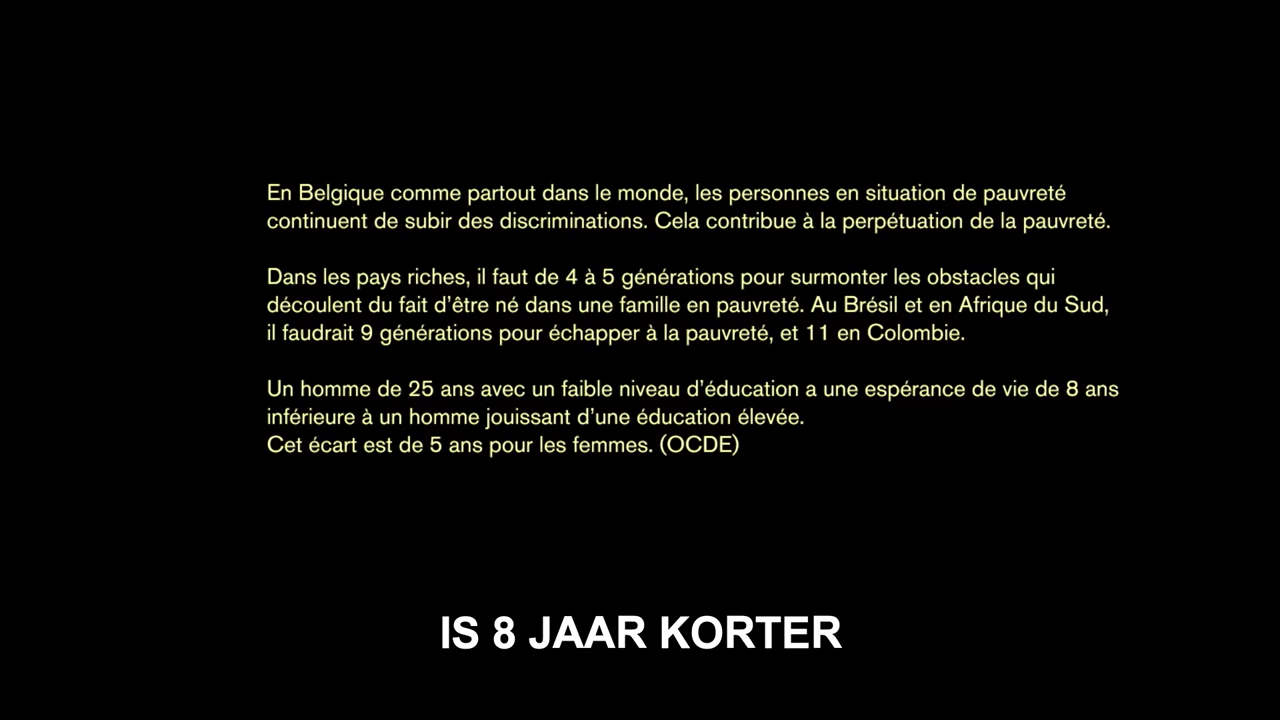 En Belgique comme partout dans le monde, les personnes en situation de pauvreté
continuent de subir des discriminations. Cela contribue à la perpétuation de la pauvreté.
Dans les pays riches, il faut de 4 à 5 générations pour surmonter les obstacles qui
découlent du fait d'être né dans une famille en pauvreté. Au Brésil et en Afrique du Sud,
il faudrait 9 générations pour échapper à la pauvreté, et 11 en Colombie.
Un homme de 25 ans avec un faible niveau d'éducation a une espérance de vie de 8 ans
inférieure à un homme jouissant d'une éducation élevée.
Cet écart est de 5 ans pour les femmes. (OCDE)
IS 8 JAAR KORTER